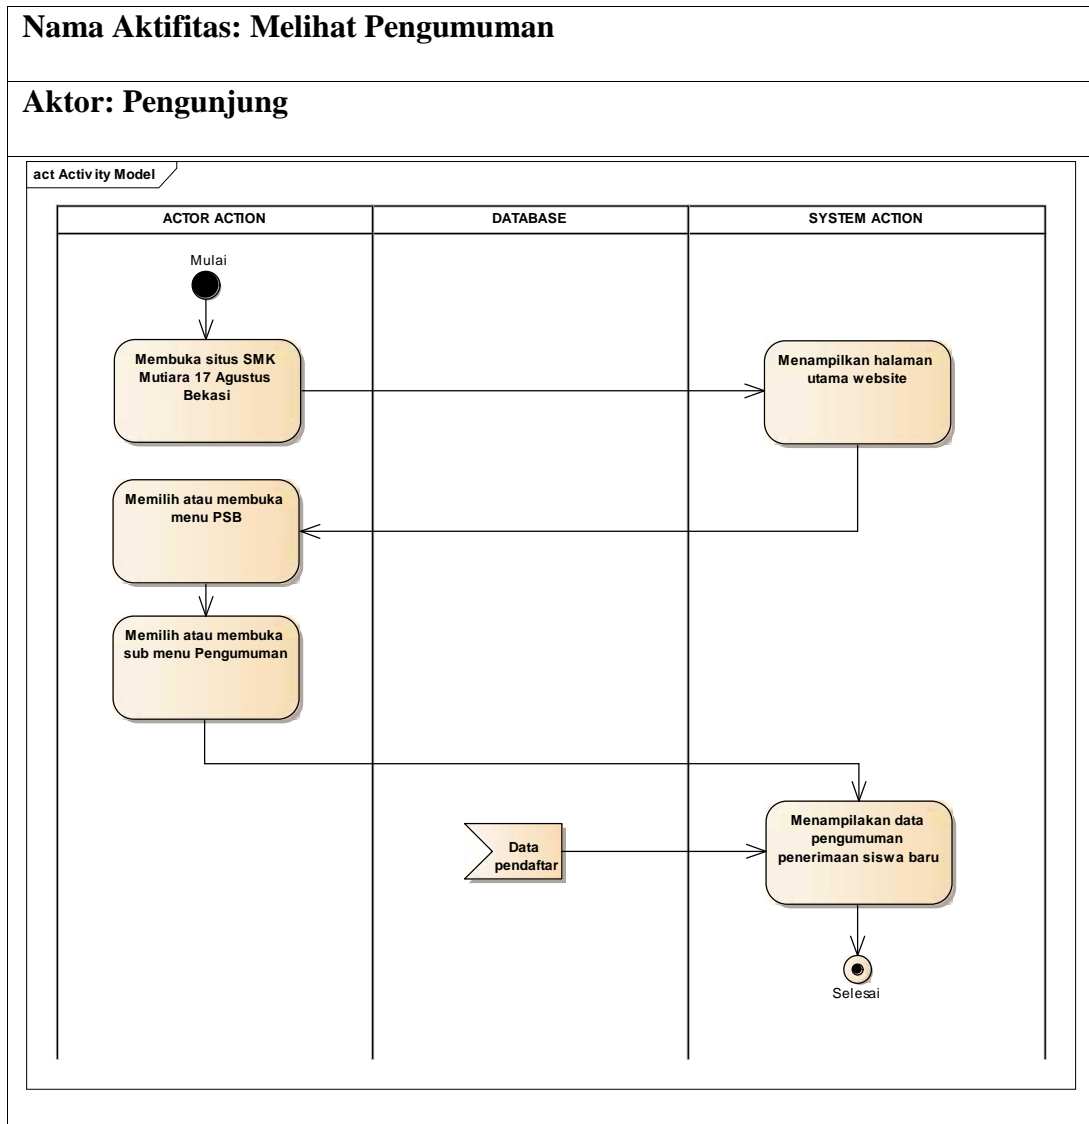 Nama Aktifitas: Melihat Pengumuman
Aktor: Pengunjung
act Activity Model
ACTOR ACTION
DATABASE
SYSTEM ACTION
Mulai
Membuka situs SMK
Mutiara 17 Agustus
Bekasi
Menampilkan halaman
utama website
Memilih atau membuka
menu PSB
Memilih atau membuka
sub menu Pengumuman
Data
pendaftar
Menampilakan data
pengumuman
penerimaan siswa baru
Selesai